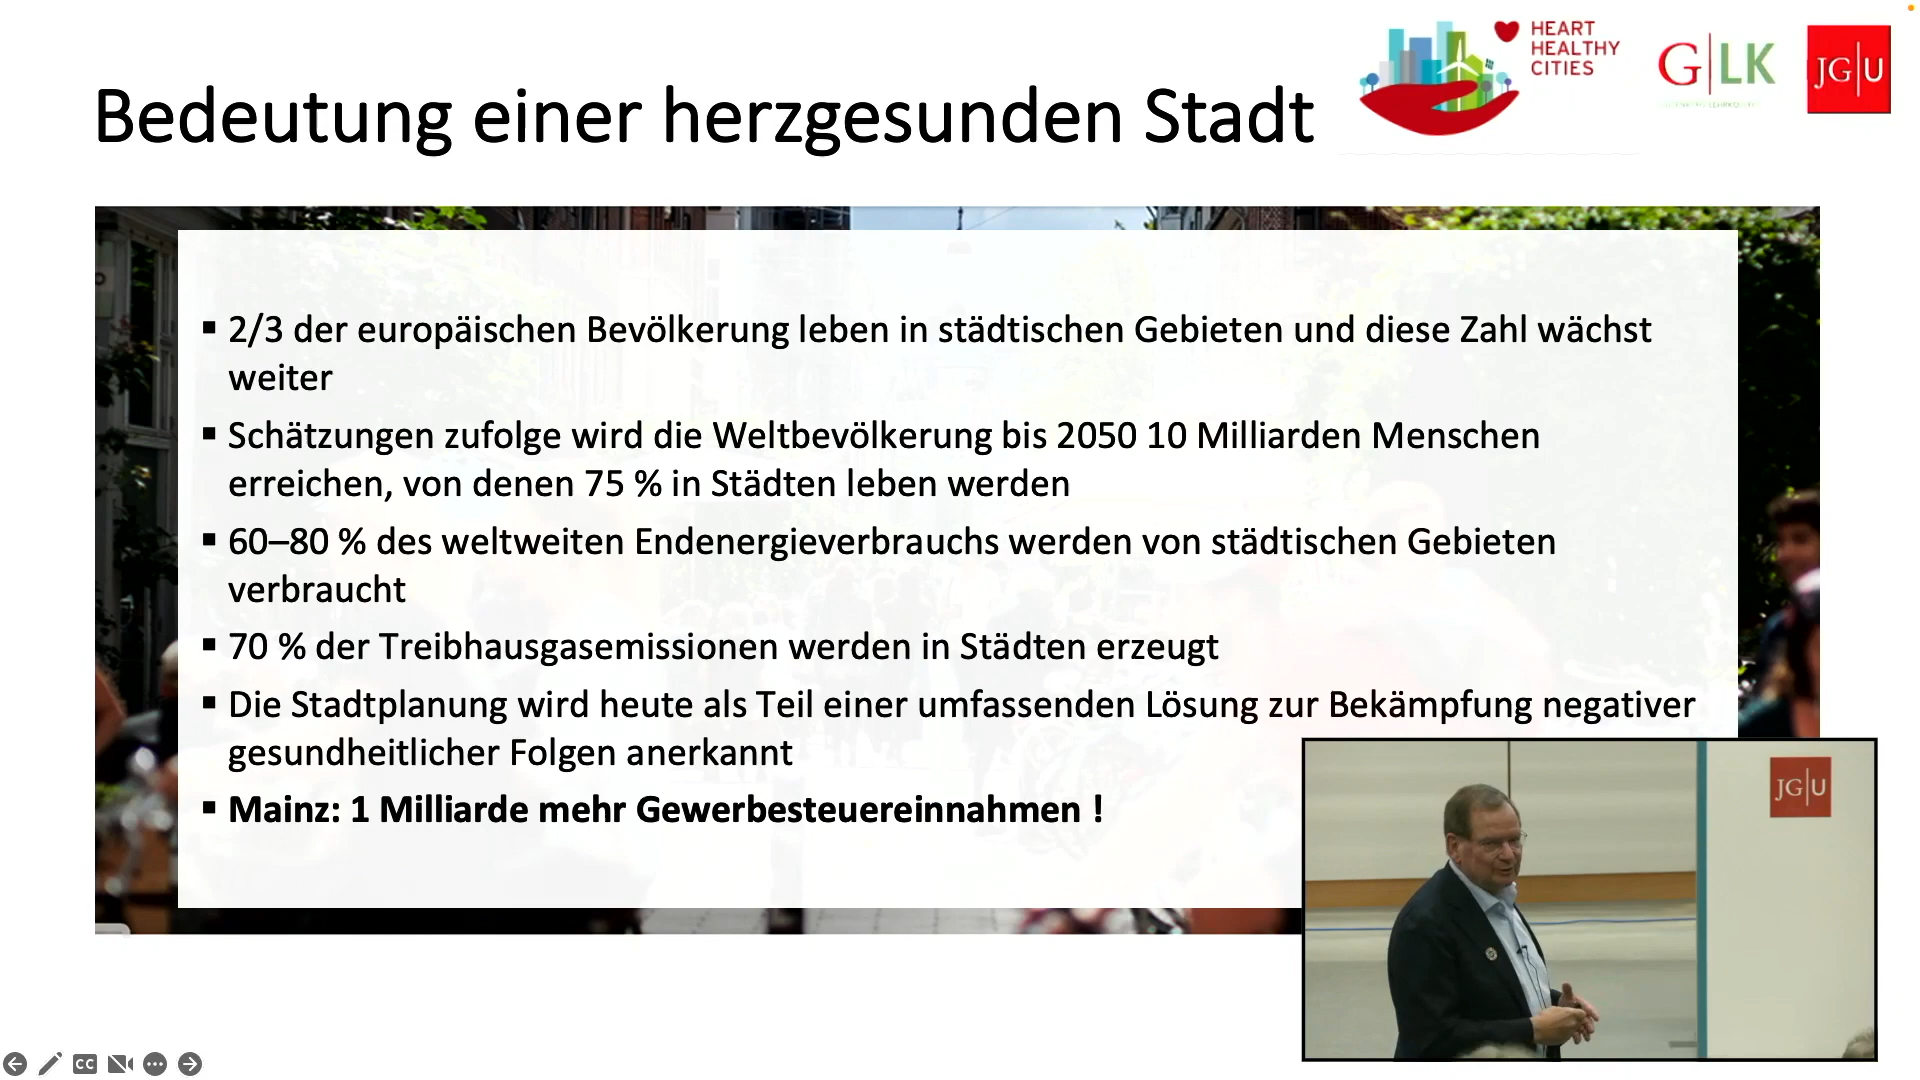 Bedeutung einer herzgesunden Stadt
HEART
HEALTHY
CITIES
G|LK
JG|U
▪ 2/3 der europäischen Bevölkerung leben in städtischen Gebieten und diese Zahl wächst
weiter
▪ Schätzungen zufolge wird die Weltbevölkerung bis 2050 10 Milliarden Menschen
erreichen, von denen 75 % in Städten leben werden
▪ 60–80 % des weltweiten Endenergieverbrauchs werden von städtischen Gebieten
verbraucht
▪ 70 % der Treibhausgasemissionen werden in Städten erzeugt
▪ Die Stadtplanung wird heute als Teil einer umfassenden Lösung zur Bekämpfung negativer
gesundheitlicher Folgen anerkannt
▪ Mainz: 1 Milliarde mehr Gewerbesteuereinnahmen !
JG|U
CC